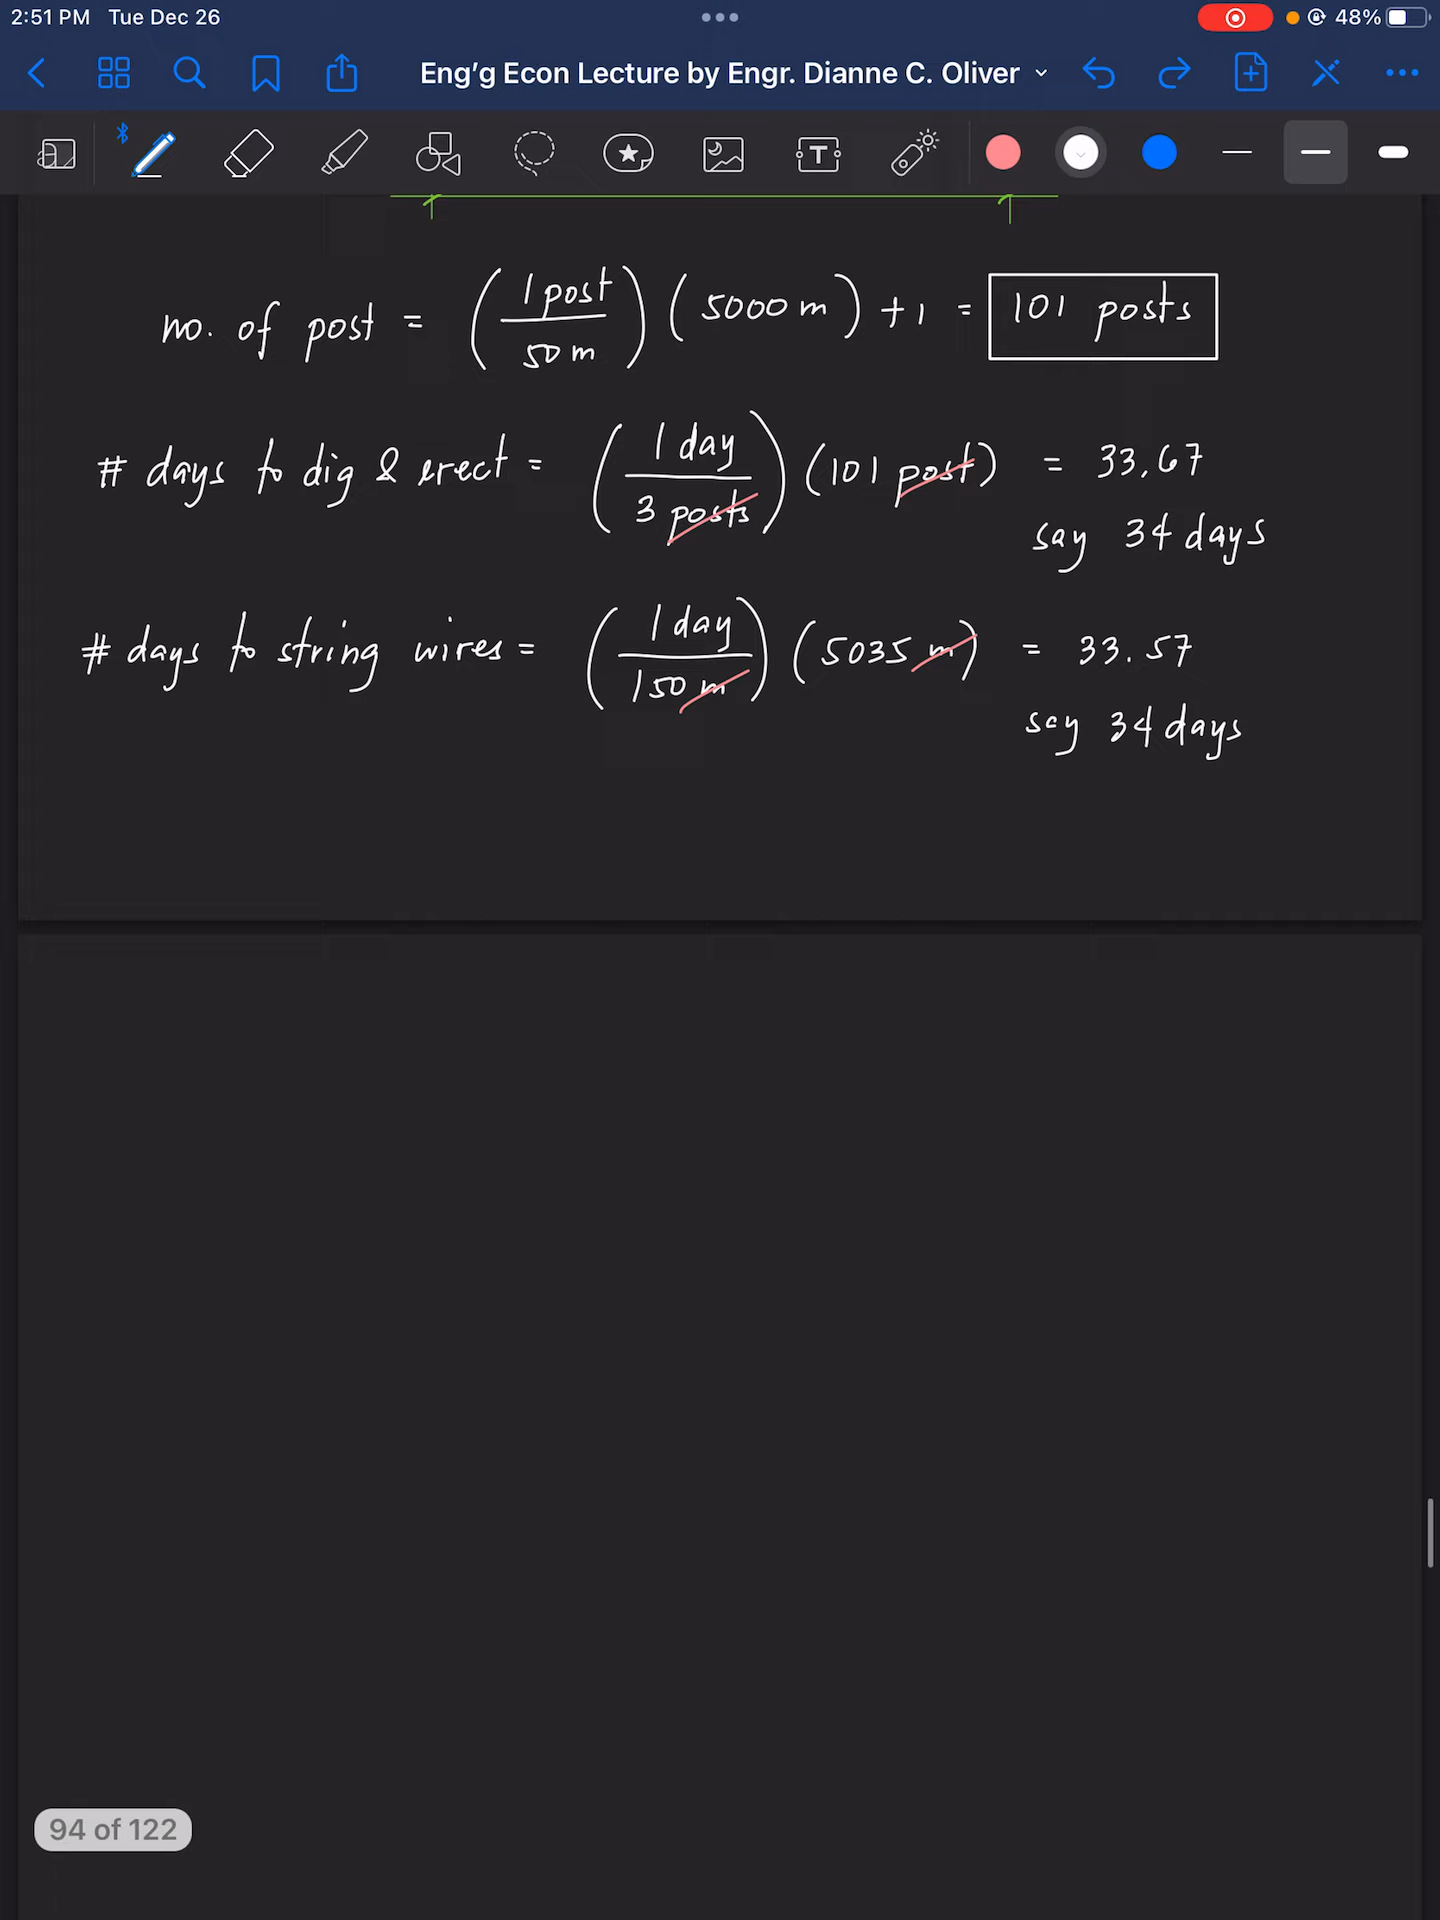 2:51 PM Tue Dec 26
48%
Eng'g Econ Lecture by Engr. Dianne C. Oliver
no. of post = (1 post / 50 m) (5000 m) + 1 = 101 posts
# days to dig & erect = (1 day / 3 posts) (101 post) = 33.67
say 34 days
# days to string wires = (1 day / 150 m) (5035 m) = 33.57
say 34 days
94 of 122